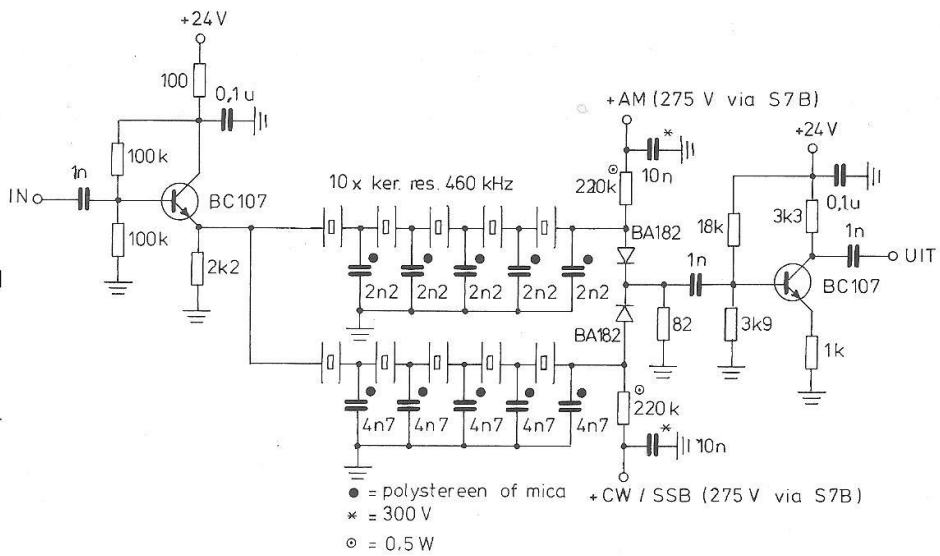 +24V
100
0,1u
100k
1n
IN
BC107
100k
2k2
10x ker. res. 460 kHz
2n2 2n2 2n2 2n2 2n2
4n7 4n7 4n7 4n7 4n7
+AM (275 V via S7B)
*
10n
220k
BA182
BA182
82
1n
220k
*
10n
+CW / SSB (275 V via S7B)
+24V
0,1u
18k
3k3
1n
UIT
BC107
3k9
1k
● = polystereen of mica
* = 300 V
⊙ = 0,5 W